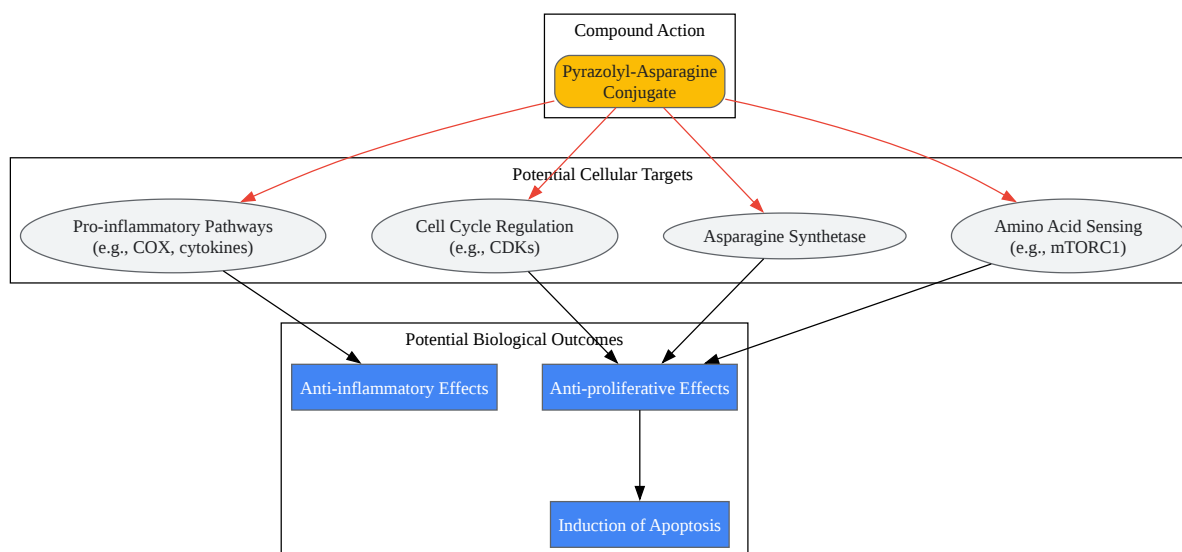 Compound Action
Pyrazolyl-Asparagine
Conjugate
Potential Cellular Targets
Pro-inflammatory Pathways
(e.g., COX, cytokines)
Cell Cycle Regulation
(e.g., CDKs)
Asparagine Synthetase
Amino Acid Sensing
(e.g., mTORC1)
Potential Biological Outcomes
Anti-inflammatory Effects
Anti-proliferative Effects
Induction of Apoptosis